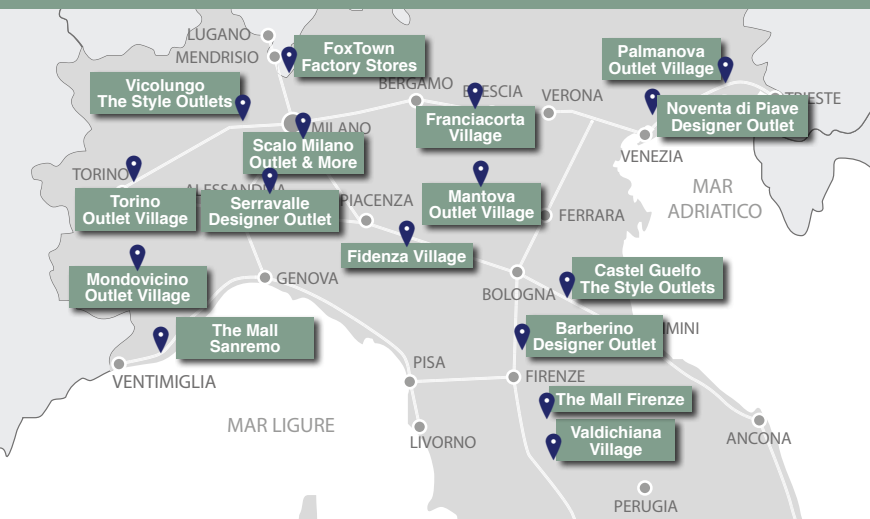 LUGANO
MENDRISIO
FoxTown
Factory Stores
Palmanova
Outlet Village
Vicolungo
The Style Outlets
BERGAMO
BRESCIA
VERONA
TRIESTE
Noventa di Piave
Designer Outlet
Franciacorta
Village
MILANO
Scalo Milano
Outlet & More
VENEZIA
TORINO
ALESSANDRIA
MAR
ADRIATICO
Torino
Outlet Village
Serravalle
Designer Outlet
PIACENZA
Mantova
Outlet Village
FERRARA
Fidenza Village
Mondovicino
Outlet Village
GENOVA
BOLOGNA
Castel Guelfo
The Style Outlets
The Mall
Sanremo
Barberino
Designer Outlet
IMINI
PISA
FIRENZE
VENTIMIGLIA
The Mall Firenze
MAR LIGURE
LIVORNO
Valdichiana
Village
ANCONA
PERUGIA